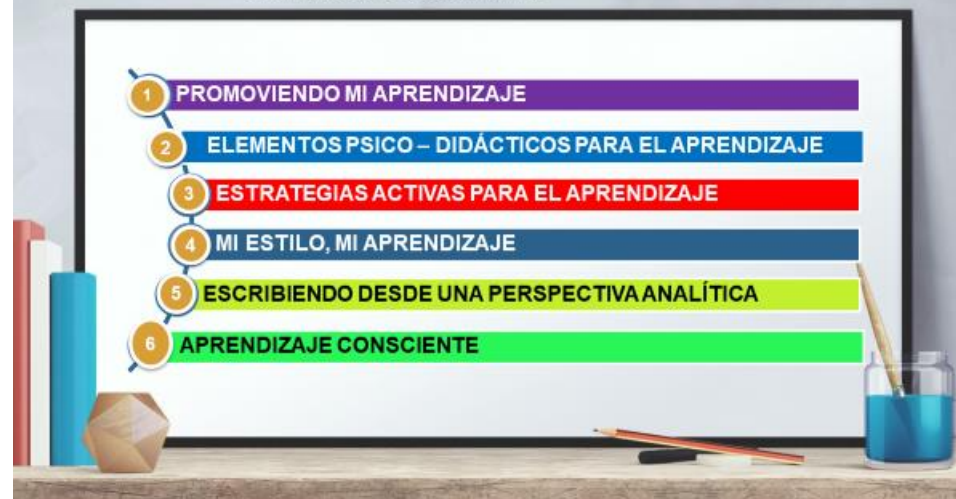 1 PROMOVIENDO MI APRENDIZAJE
2 ELEMENTOS PSICO – DIDÁCTICOS PARA EL APRENDIZAJE
3 ESTRATEGIAS ACTIVAS PARA EL APRENDIZAJE
4 MI ESTILO, MI APRENDIZAJE
5 ESCRIBIENDO DESDE UNA PERSPECTIVA ANALÍTICA
6 APRENDIZAJE CONSCIENTE